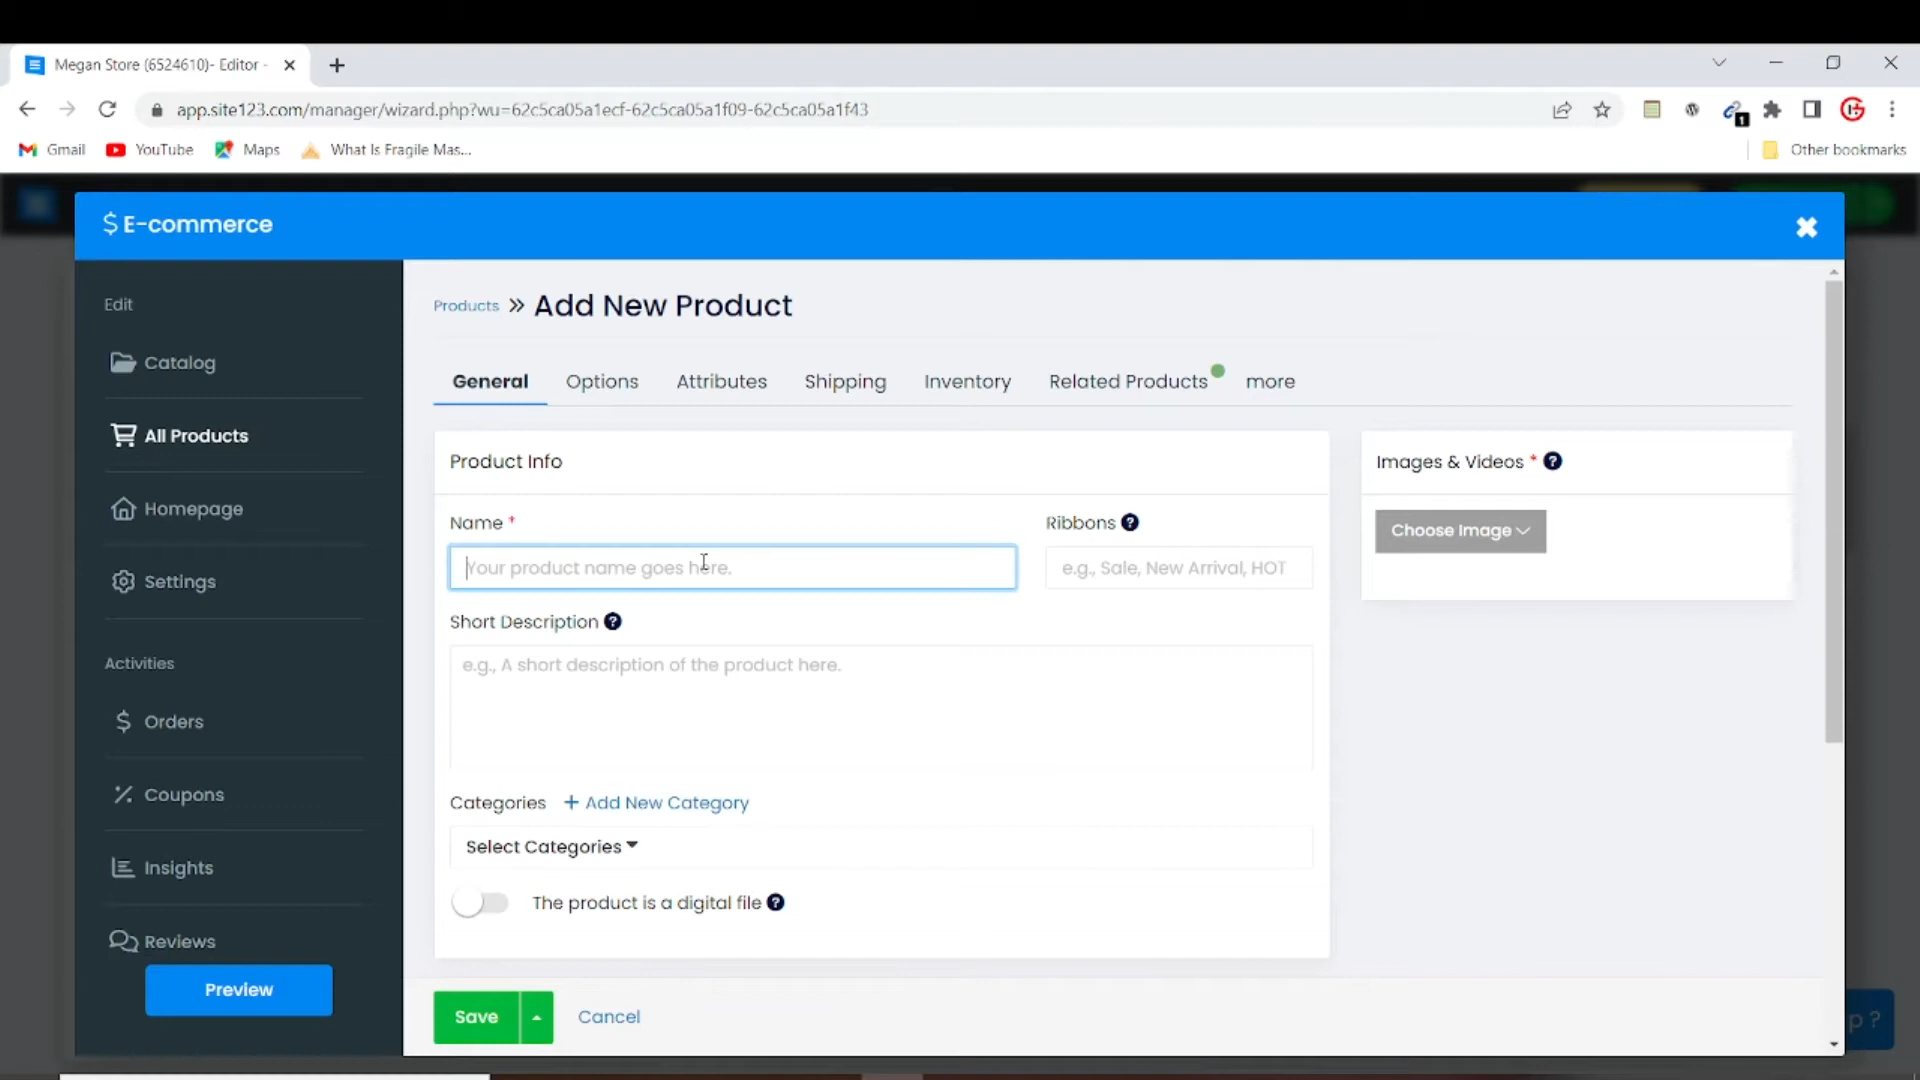 Megan Store (6524610)- Editor -
app.site123.com/manager/wizard.php?wu=62c5ca05a1ecf-62c5ca05a1f09-62c5ca05a1f43
1
Gmail YouTube Maps What Is Fragile Mas... Other bookmarks
$ E-commerce
Edit
Catalog
All Products
Homepage
Settings
Activities
$ Orders
Coupons
Insights
Reviews
Preview
Products » Add New Product
General Options Attributes Shipping Inventory Related Products more
Product Info
Name * Ribbons ?
Your product name goes here. e.g., Sale, New Arrival, HOT
Short Description ?
e.g., A short description of the product here.
Categories + Add New Category
Select Categories
The product is a digital file ?
Images & Videos * ?
Choose Image
Save Cancel
p ?